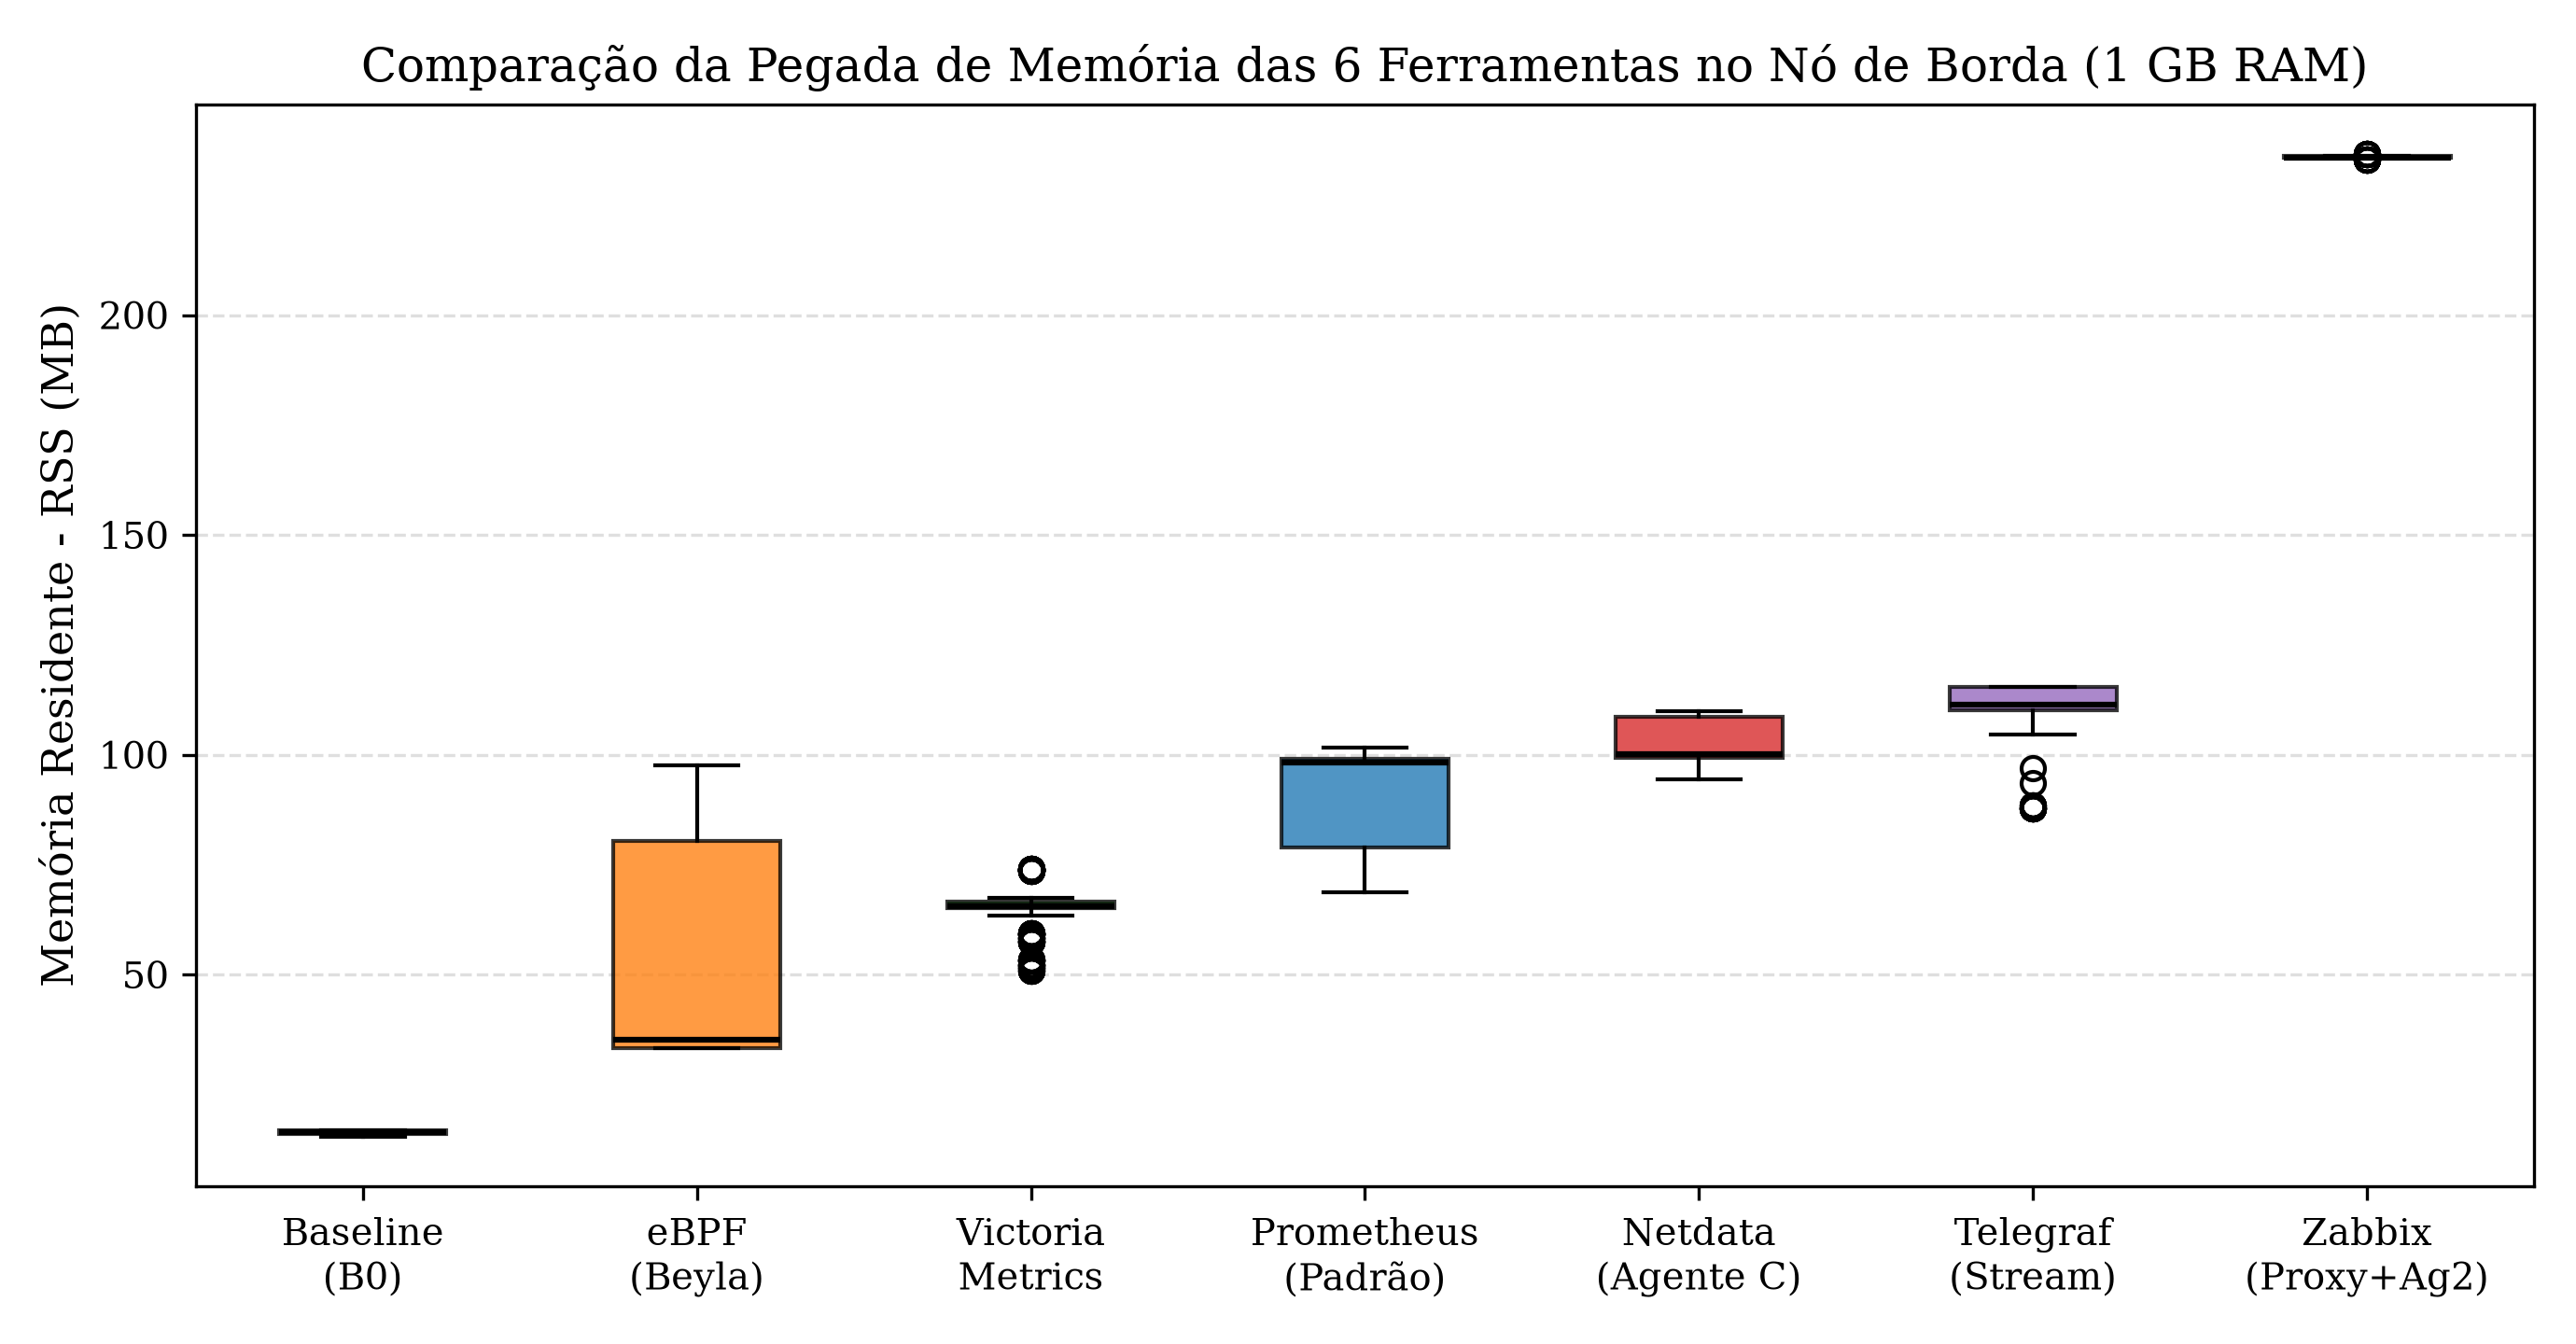 Comparação da Pegada de Memória das 6 Ferramentas no Nó de Borda (1 GB RAM)
Memória Residente - RSS (MB)
200
150
100
50
Baseline
(B0)
eBPF
(Beyla)
Victoria
Metrics
Prometheus
(Padrão)
Netdata
(Agente C)
Telegraf
(Stream)
Zabbix
(Proxy+Ag2)